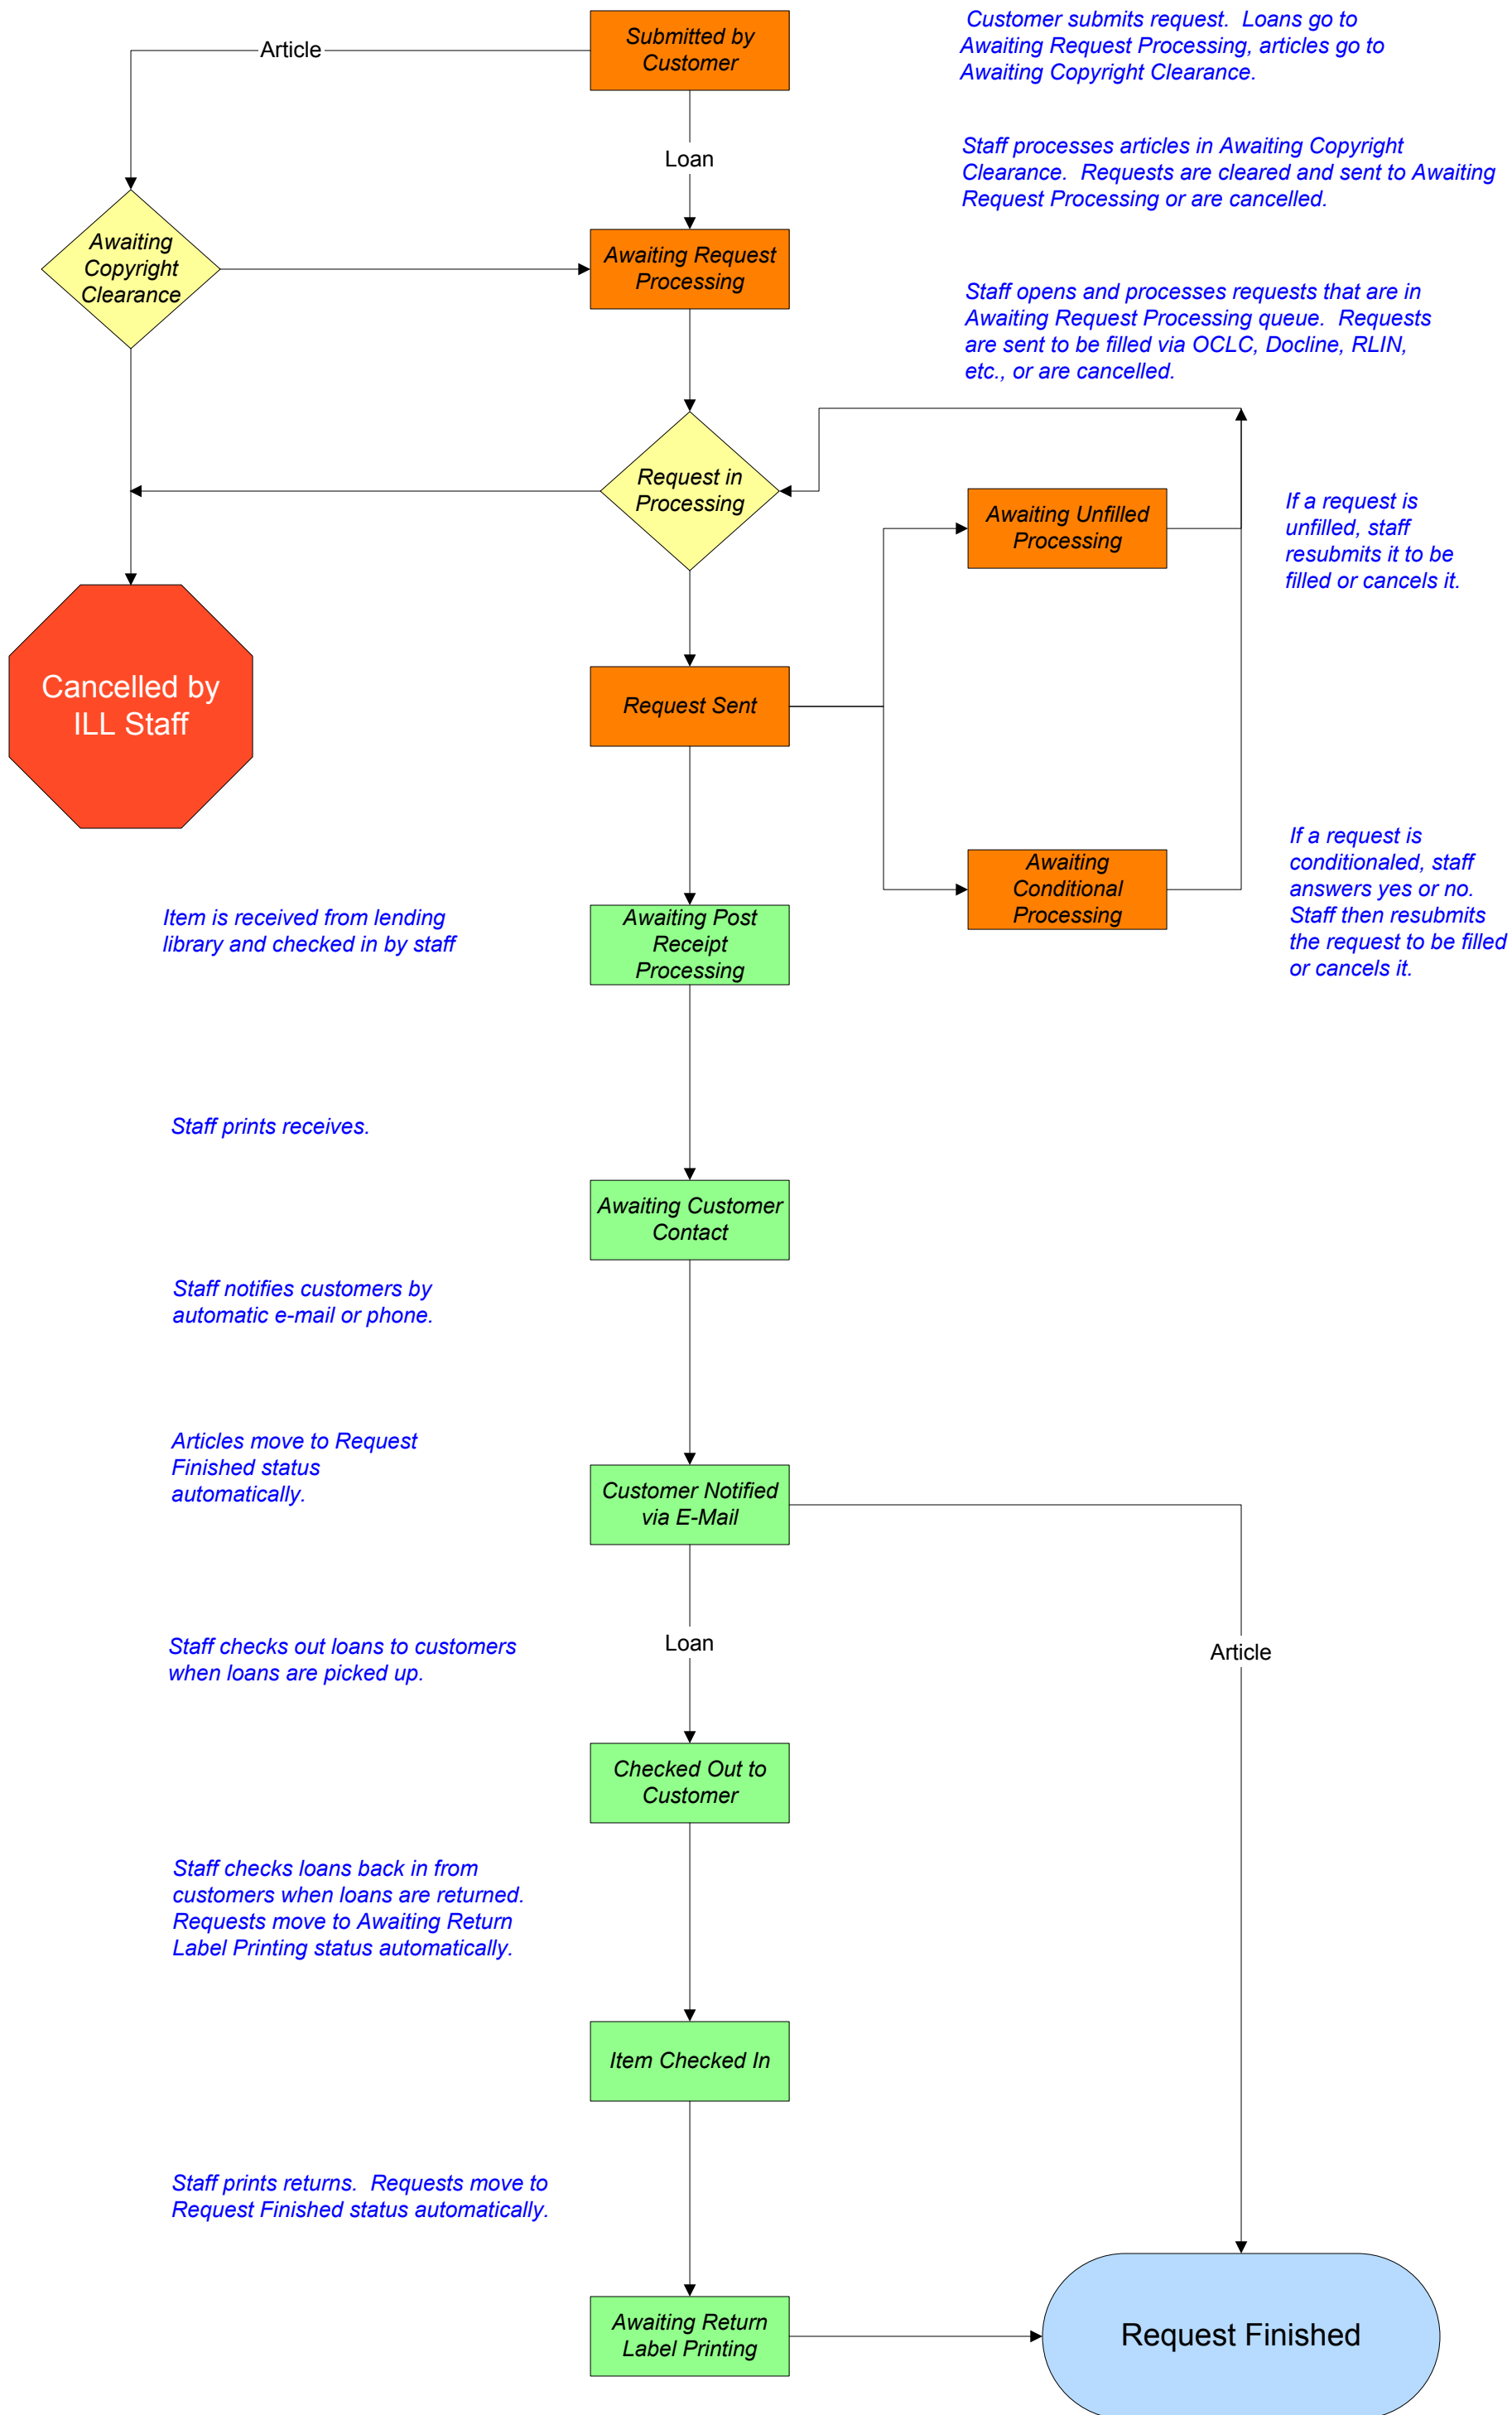 Customer submits request.  Loans go to
Awaiting Request Processing, articles go to
Awaiting Copyright Clearance.
Submitted by
Customer
Article
Staff processes articles in Awaiting Copyright
Clearance.  Requests are cleared and sent to Awaiting
Request Processing or are cancelled.
Loan
Awaiting
Copyright
Clearance
Awaiting Request
Processing
Staff opens and processes requests that are in
Awaiting Request Processing queue.  Requests
are sent to be filled via OCLC, Docline, RLIN,
etc., or are cancelled.
Request in
Processing
Awaiting Unfilled
Processing
If a request is
unfilled, staff
resubmits it to be
filled or cancels it.
Cancelled by
ILL Staff
Request Sent
Awaiting
Conditional
Processing
If a request is
conditionaled, staff
answers yes or no.
Staff then resubmits
the request to be filled
or cancels it.
Item is received from lending
library and checked in by staff
Awaiting Post
Receipt
Processing
Staff prints receives.
Awaiting Customer
Contact
Staff notifies customers by
automatic e-mail or phone.
Articles move to Request
Finished status
automatically.
Customer Notified
via E-Mail
Staff checks out loans to customers
when loans are picked up.
Loan
Article
Checked Out to
Customer
Staff checks loans back in from
customers when loans are returned.
Requests move to Awaiting Return
Label Printing status automatically.
Item Checked In
Staff prints returns.  Requests move to
Request Finished status automatically.
Awaiting Return
Label Printing
Request Finished